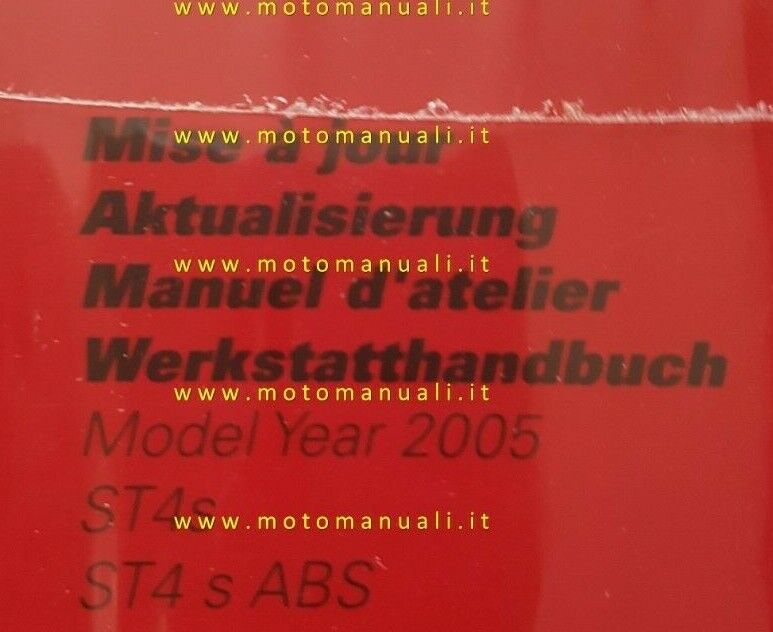 www.motomanuali.it
Mise à jour
www.motomanuali.it
Aktualisierung
www.motomanuali.it
Manuel d'atelier
Werkstatthandbuch
www.motomanuali.it
Model Year 2005
ST4s
www.motomanuali.it
ST4 s ABS